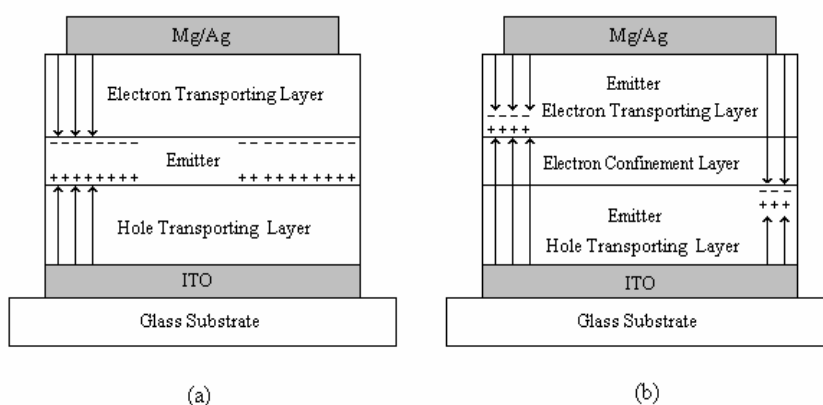 Mg/Ag
Electron Transporting Layer
– – – – – – – – – – – – – –
Emitter
+ + + + + + + + + + + + + + + + +
Hole Transporting Layer
ITO
Glass Substrate
(a)
Mg/Ag
Emitter
Electron Transporting Layer
– – – –
+ + + +
Electron Confinement Layer
– – –
+ + +
Emitter
Hole Transporting Layer
ITO
Glass Substrate
(b)